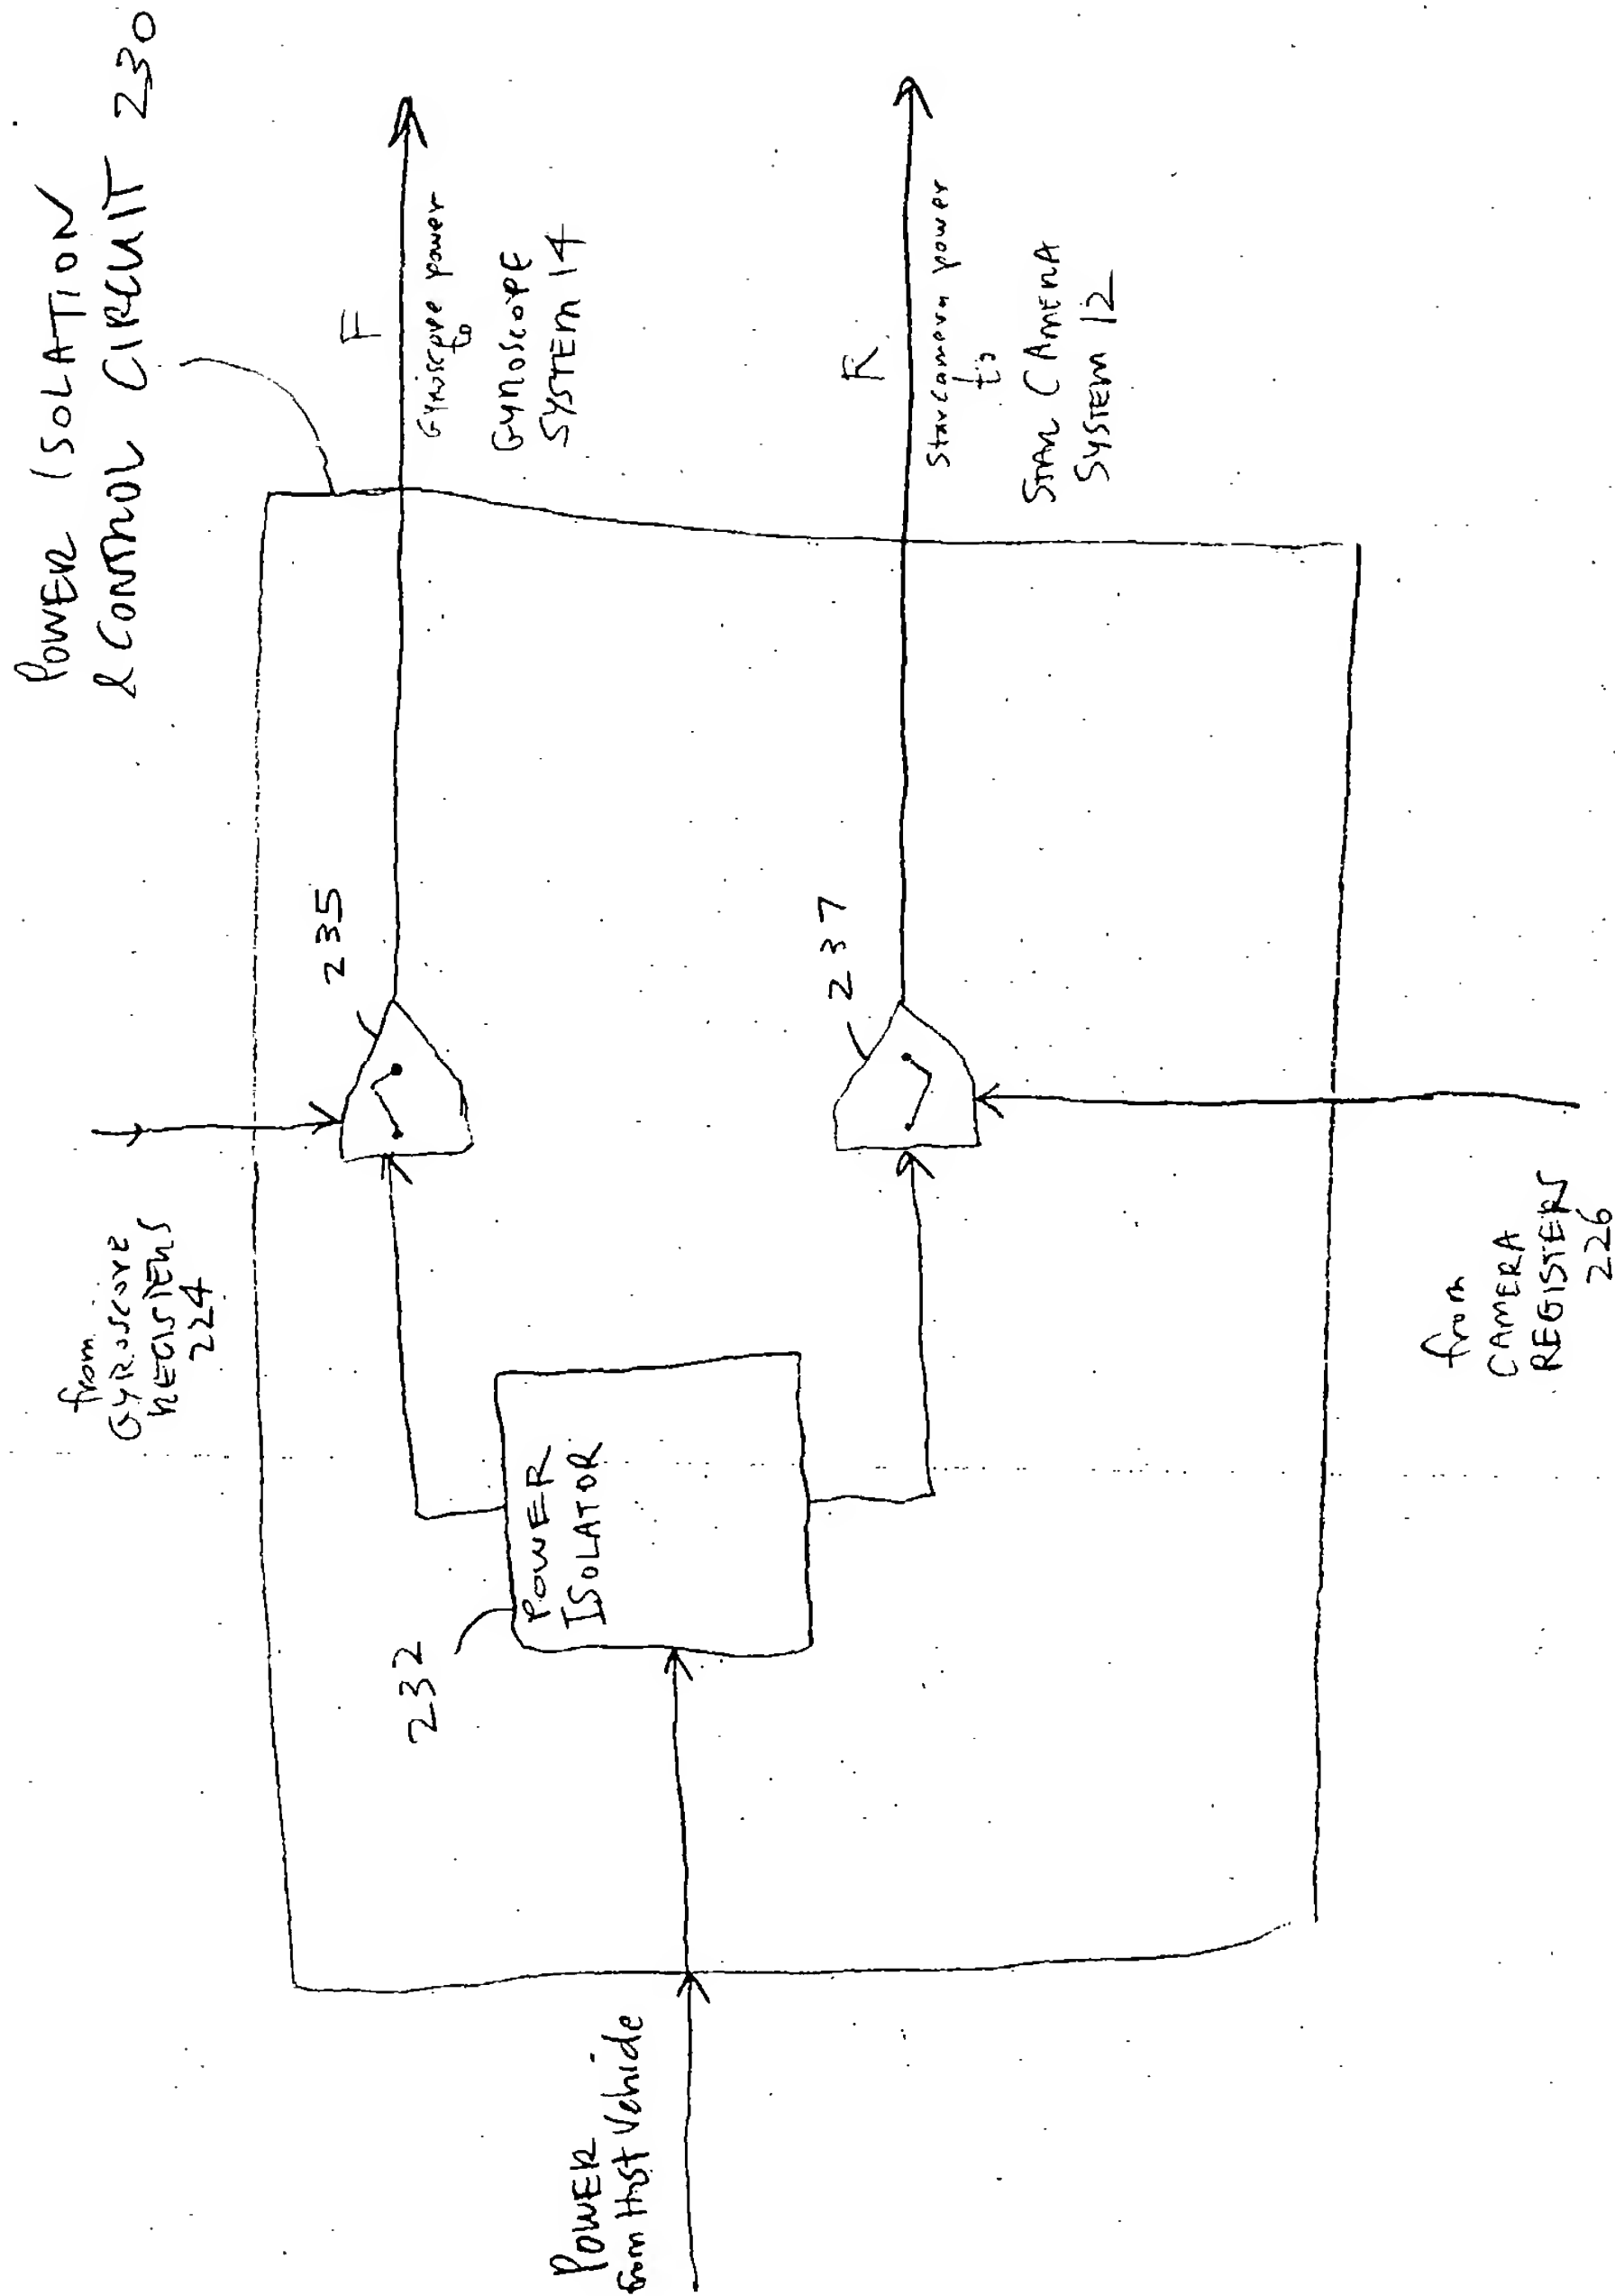 POWER ISOLATION
& CONTROL CIRCUIT 230
from
GYROSCOPE
REGISTERS
224
235
F
Gyroscope power
to
GYROSCOPE
SYSTEM 14
232
POWER
ISOLATOR
POWER
from Host Vehicle
237
R
Star camera power
to
STAR CAMERA
SYSTEM 12
from
CAMERA
REGISTERS
226